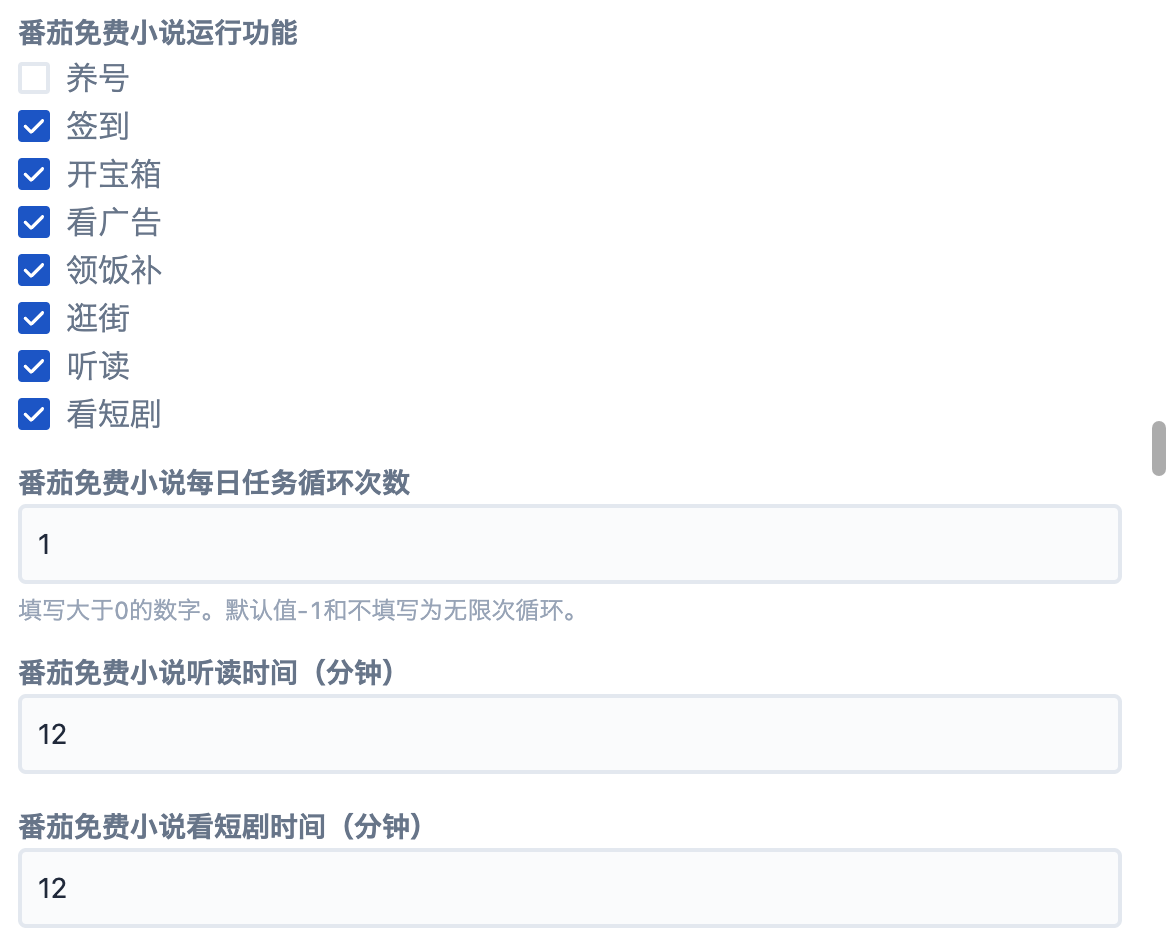 番茄免费小说运行功能
养号
签到
开宝箱
看广告
领饭补
逛街
听读
看短剧
番茄免费小说每日任务循环次数
1
填写大于0的数字。默认值-1和不填写为无限次循环。
番茄免费小说听读时间（分钟）
12
番茄免费小说看短剧时间（分钟）
12